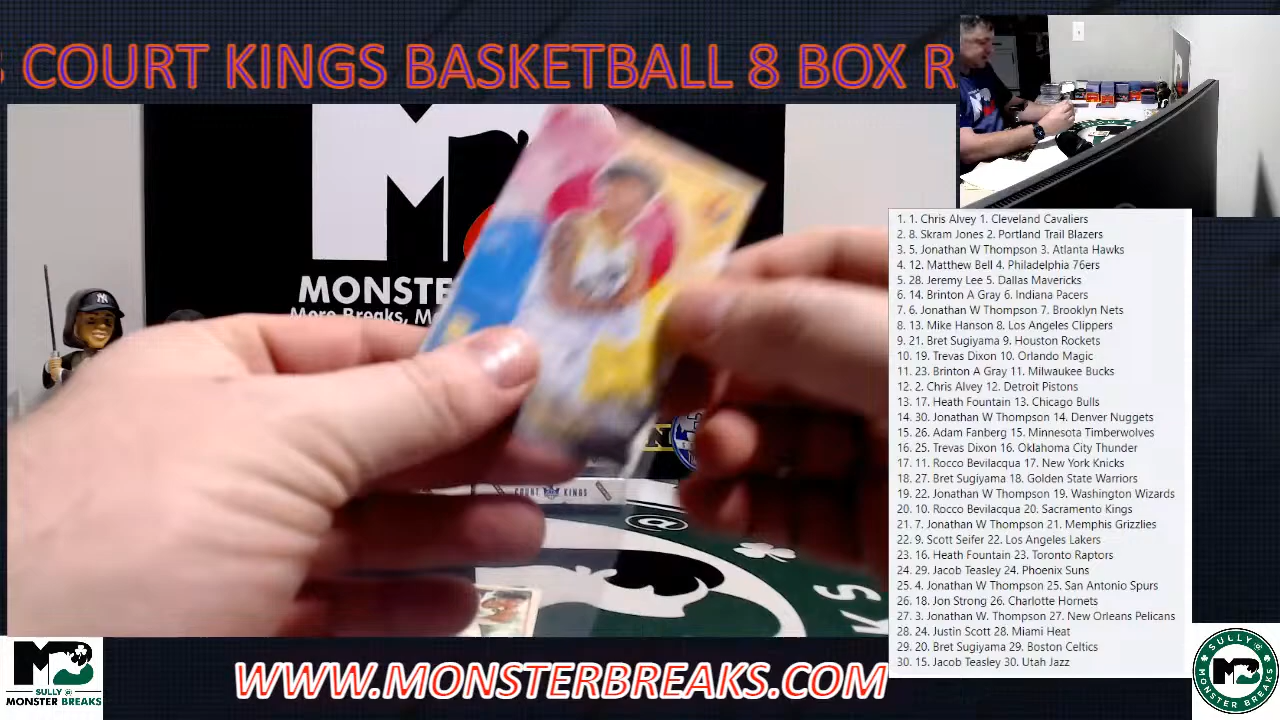 COURT KINGS BASKETBALL 8 BOX R
MONSTE
More Breaks, M
COURT KINGS
1. 1. Chris Alvey 1. Cleveland Cavaliers
2. 8. Skram Jones 2. Portland Trail Blazers
3. 5. Jonathan W Thompson 3. Atlanta Hawks
4. 12. Matthew Bell 4. Philadelphia 76ers
5. 28. Jeremy Lee 5. Dallas Mavericks
6. 14. Brinton A Gray 6. Indiana Pacers
7. 6. Jonathan W Thompson 7. Brooklyn Nets
8. 13. Mike Hanson 8. Los Angeles Clippers
9. 21. Bret Sugiyama 9. Houston Rockets
10. 19. Trevas Dixon 10. Orlando Magic
11. 23. Brinton A Gray 11. Milwaukee Bucks
12. 2. Chris Alvey 12. Detroit Pistons
13. 17. Heath Fountain 13. Chicago Bulls
14. 30. Jonathan W Thompson 14. Denver Nuggets
15. 26. Adam Fanberg 15. Minnesota Timberwolves
16. 25. Trevas Dixon 16. Oklahoma City Thunder
17. 11. Rocco Bevilacqua 17. New York Knicks
18. 27. Bret Sugiyama 18. Golden State Warriors
19. 22. Jonathan W Thompson 19. Washington Wizards
20. 10. Rocco Bevilacqua 20. Sacramento Kings
21. 7. Jonathan W Thompson 21. Memphis Grizzlies
22. 9. Scott Seifer 22. Los Angeles Lakers
23. 16. Heath Fountain 23. Toronto Raptors
24. 29. Jacob Teasley 24. Phoenix Suns
25. 4. Jonathan W Thompson 25. San Antonio Spurs
26. 18. Jon Strong 26. Charlotte Hornets
27. 3. Jonathan W. Thompson 27. New Orleans Pelicans
28. 24. Justin Scott 28. Miami Heat
29. 20. Bret Sugiyama 29. Boston Celtics
30. 15. Jacob Teasley 30. Utah Jazz
@
K S
SULLY @
MONSTER BREAKS
WWW.MONSTERBREAKS.COM
SULLY @
MONSTER BREAKS